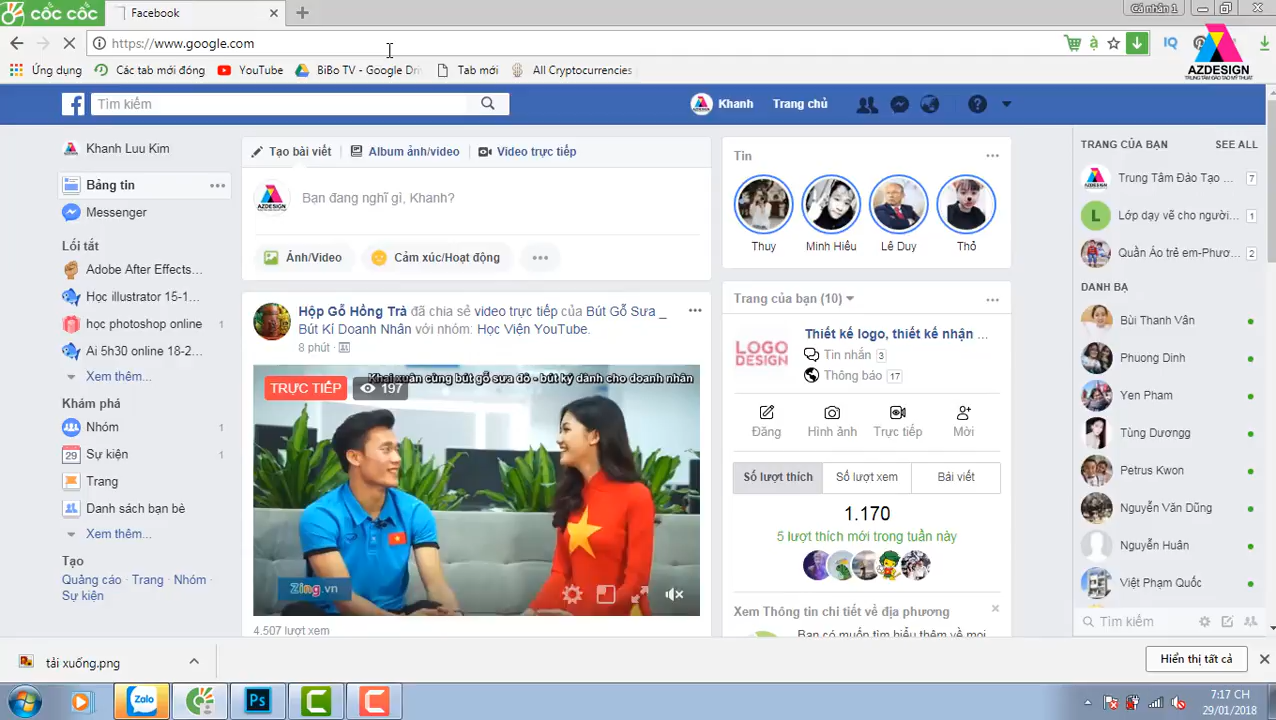 cốc cốc
Facebook
Cá nhân 1
https://www.google.com
AZDESIGN
TRUNG TÂM ĐÀO TẠO MỸ THUẬT
Ứng dụng
Các tab mới đóng
YouTube
BiBo TV - Google Dri
Tab mới
All Cryptocurrencies
Tìm kiếm
Khanh
Trang chủ
Khanh Luu Kim
Bảng tin
Messenger
Lối tắt
Adobe After Effects...
Học illustrator 15-1...
học photoshop online
Ai 5h30 online 18-2...
Xem thêm...
Khám phá
Nhóm 1
29 Sự kiện 1
Trang
Danh sách bạn bè
Xem thêm...
Tạo
Quảng cáo · Trang · Nhóm ·
Sự kiện
Tạo bài viết
Album ảnh/video
Video trực tiếp
Bạn đang nghĩ gì, Khanh?
Ảnh/Video
Cảm xúc/Hoạt động
Hộp Gỗ Hồng Trà đã chia sẻ video trực tiếp của Bút Gỗ Sưa _
Bút Kí Doanh Nhân với nhóm: Học Viện YouTube.
8 phút
TRỰC TIẾP
197
Khai xuân cùng bút gỗ sưa đỏ - bút ký dành cho doanh nhân
Zing.vn
4.507 lượt xem
Tin
Thuy
Minh Hiếu
Lê Duy
Thỏ
Trang của bạn (10)
LOGO
DESIGN
Thiết kế logo, thiết kế nhận ...
Tin nhắn 3
Thông báo 17
Đăng
Hình ảnh
Trực tiếp
Mời
Số lượt thích
Số lượt xem
Bài viết
1.170
5 lượt thích mới trong tuần này
Xem Thông tin chi tiết về địa phương
Bạn có muốn tìm hiểu thêm về mọi
TRANG CỦA BẠN
SEE ALL
Trung Tâm Đào Tạo ... 7
L Lớp dạy vẽ cho người... 1
Quần Áo trẻ em-Phươ... 2
DANH BẠ
Bùi Thanh Vân
Phuong Dinh
Yen Pham
Tùng Dươngg
Petrus Kwon
Nguyễn Văn Dũng
Nguyễn Huân
Việt Phạm Quốc
Tìm kiếm
tải xuống.png
Hiển thị tất cả
Zalo
Ps
7:17 CH
29/01/2018